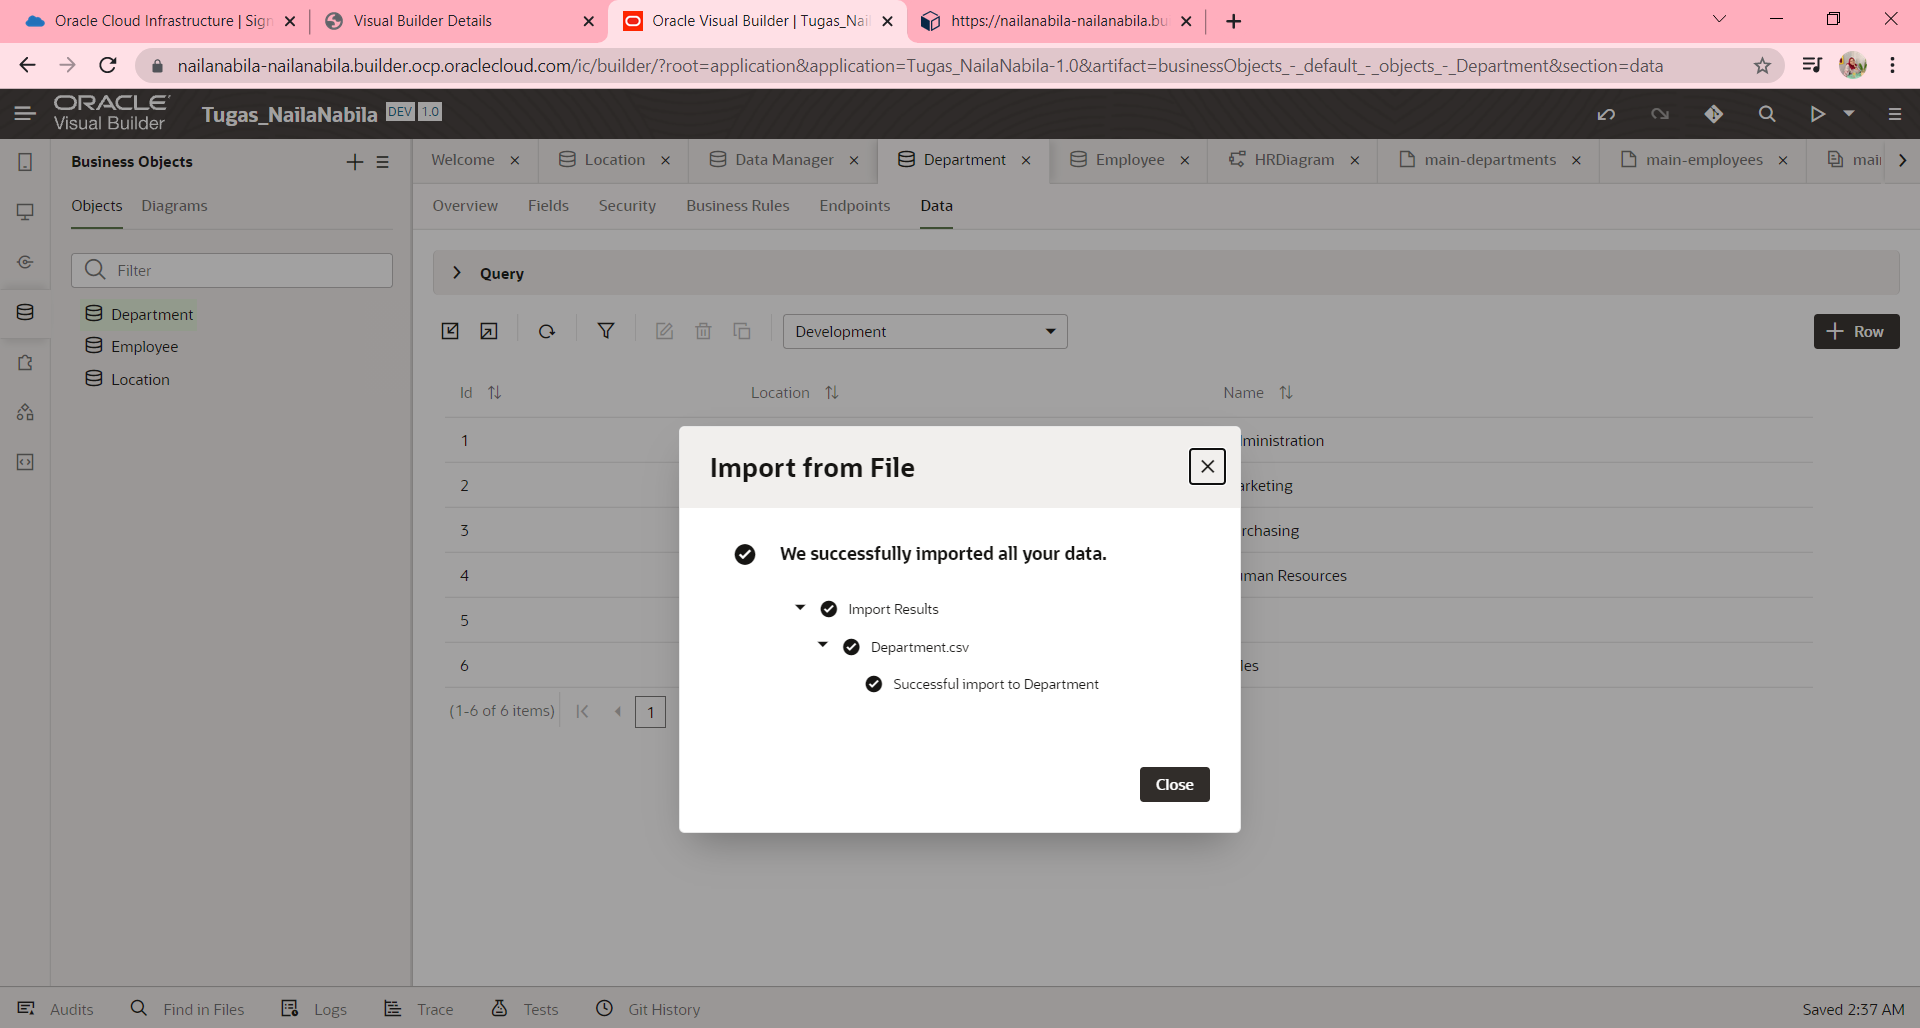 Oracle Cloud Infrastructure | Sign
Visual Builder Details
Oracle Visual Builder | Tugas_Nail
https://nailanabila-nailanabila.bu
nailanabila-nailanabila.builder.ocp.oraclecloud.com/ic/builder/?root=application&application=Tugas_NailaNabila-1.0&artifact=businessObjects_-_default_-_objects_-_Department&section=data
ORACLE
Visual Builder
Tugas_NailaNabila DEV 1.0
Business Objects
Objects Diagrams
Filter
Department
Employee
Location
Welcome
Location
Data Manager
Department
Employee
HRDiagram
main-departments
main-employees
mai
Overview Fields Security Business Rules Endpoints Data
Query
Development
Row
Id Location Name
1 ministration
2 arketing
3 rchasing
4 man Resources
5
6 les
(1-6 of 6 items) 1
Import from File
We successfully imported all your data.
Import Results
Department.csv
Successful import to Department
Close
Audits Find in Files Logs Trace Tests Git History
Saved 2:37 AM